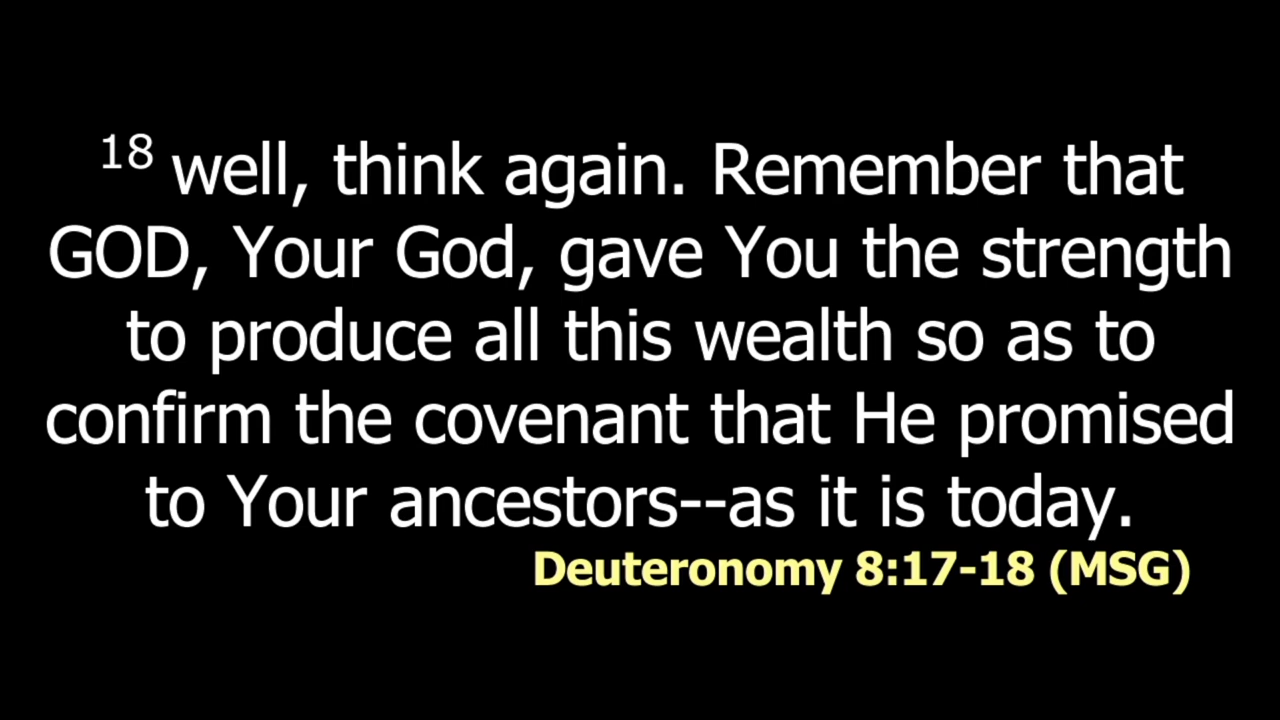 18 well, think again. Remember that
GOD, Your God, gave You the strength
to produce all this wealth so as to
confirm the covenant that He promised
to Your ancestors--as it is today.
Deuteronomy 8:17-18 (MSG)